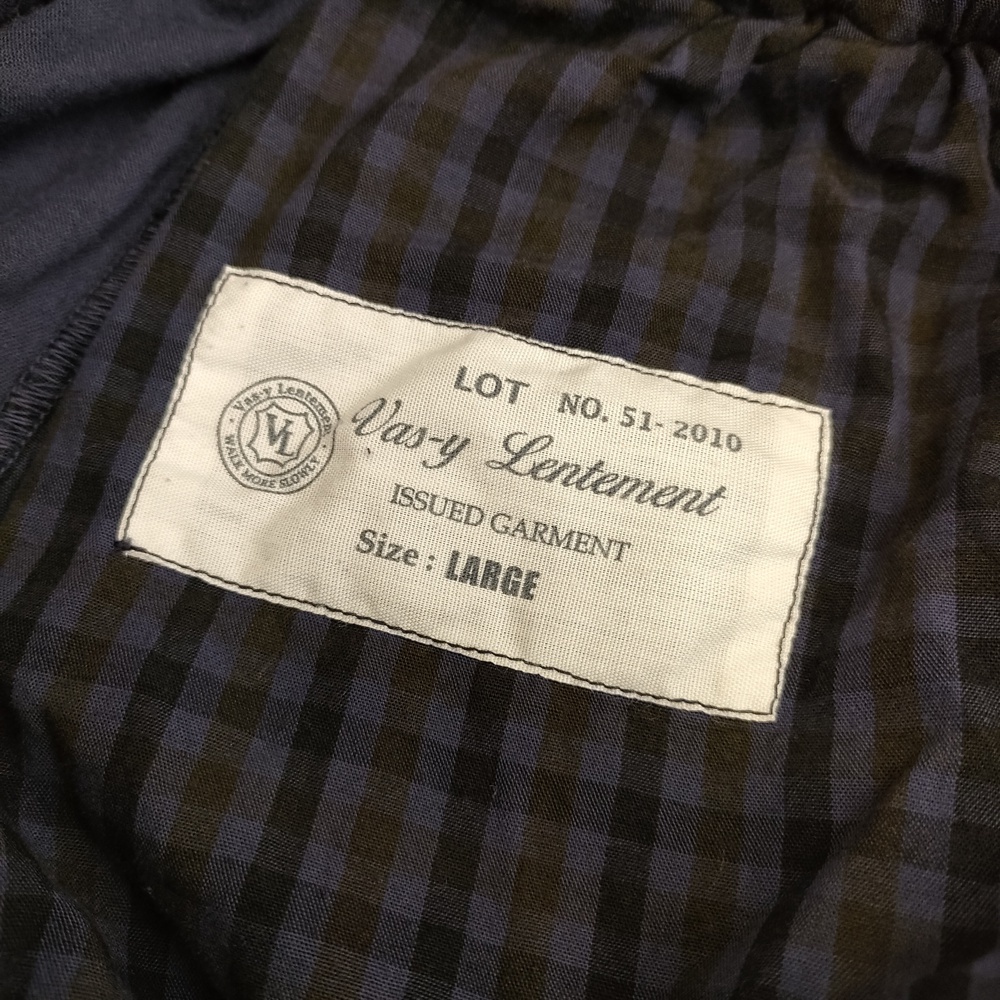 LOT NO. 51-2010
Vas-y Lentement
ISSUED GARMENT
Size : LARGE
Vas-y Lentement
VL
WALK MORE SLOWLY